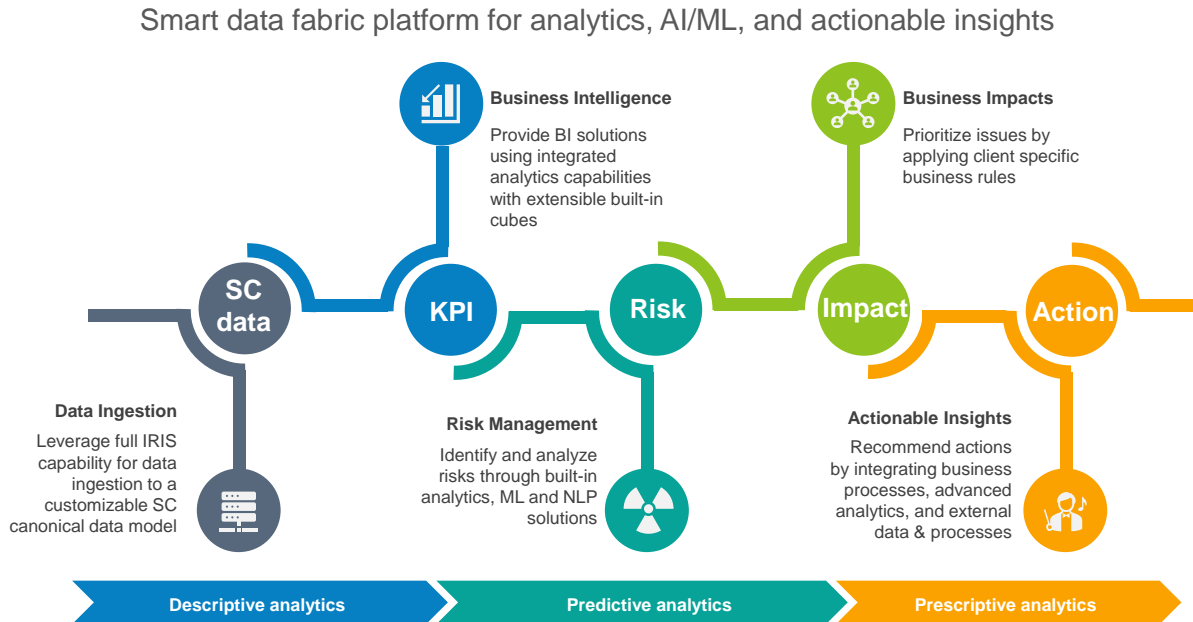 Smart data fabric platform for analytics, AI/ML, and actionable insights
Business Intelligence
Provide BI solutions
using integrated
analytics capabilities
with extensible built-in
cubes
Business Impacts
Prioritize issues by
applying client specific
business rules
SC
data
KPI
Risk
Impact
Action
Data Ingestion
Leverage full IRIS
capability for data
ingestion to a
customizable SC
canonical data model
Risk Management
Identify and analyze
risks through built-in
analytics, ML and NLP
solutions
Actionable Insights
Recommend actions
by integrating business
processes, advanced
analytics, and external
data & processes
Descriptive analytics
Predictive analytics
Prescriptive analytics